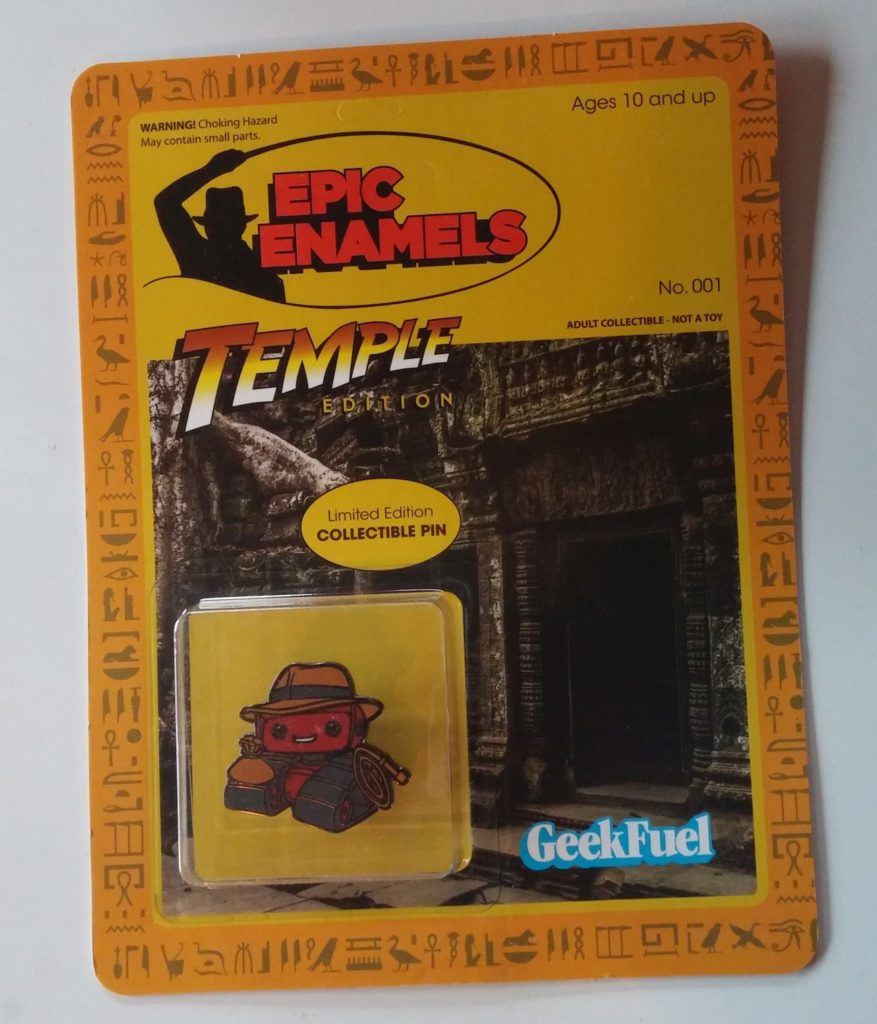 Ages 10 and up
WARNING! Choking Hazard
May contain small parts.
EPIC
ENAMELS
No. 001
ADULT COLLECTIBLE - NOT A TOY
TEMPLE
EDITION
Limited Edition
COLLECTIBLE PIN
GeekFuel